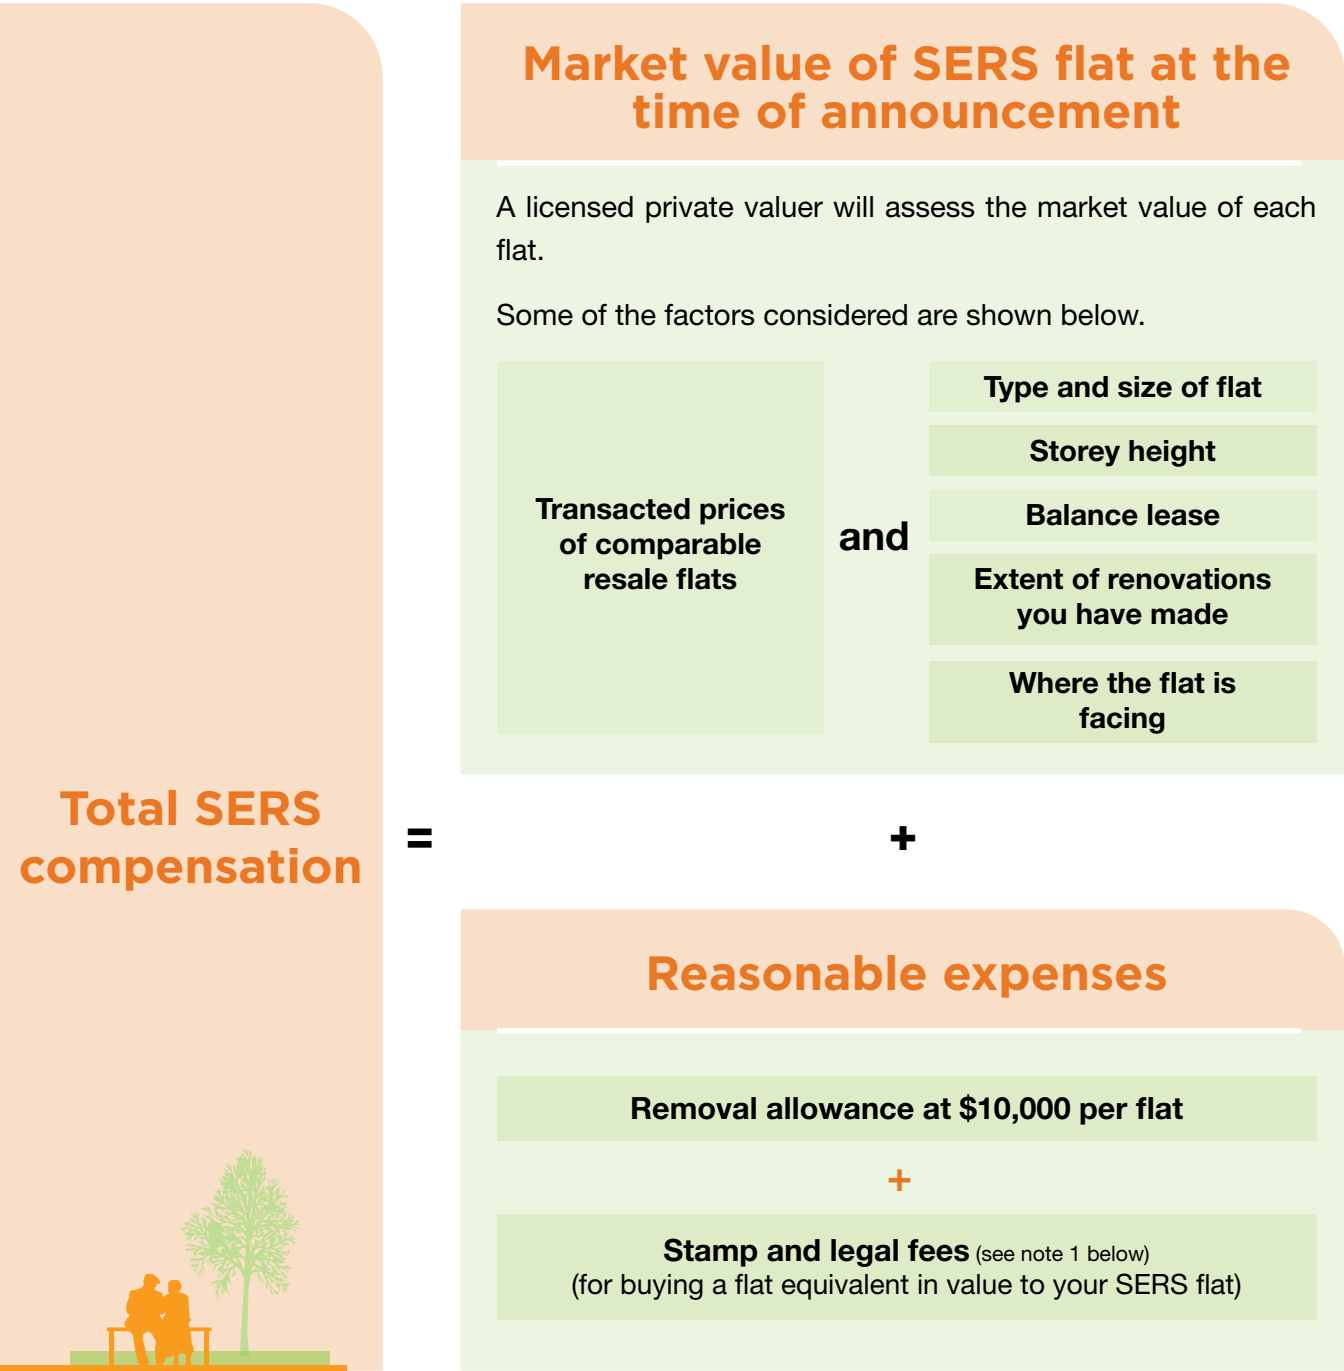 Market value of SERS flat at the
time of announcement
A licensed private valuer will assess the market value of each
flat.
Some of the factors considered are shown below.
Transacted prices
of comparable
resale flats
and
Type and size of flat
Storey height
Balance lease
Extent of renovations
you have made
Where the flat is
facing
Total SERS
compensation
=
+
Reasonable expenses
Removal allowance at $10,000 per flat
+
Stamp and legal fees (see note 1 below)
(for buying a flat equivalent in value to your SERS flat)